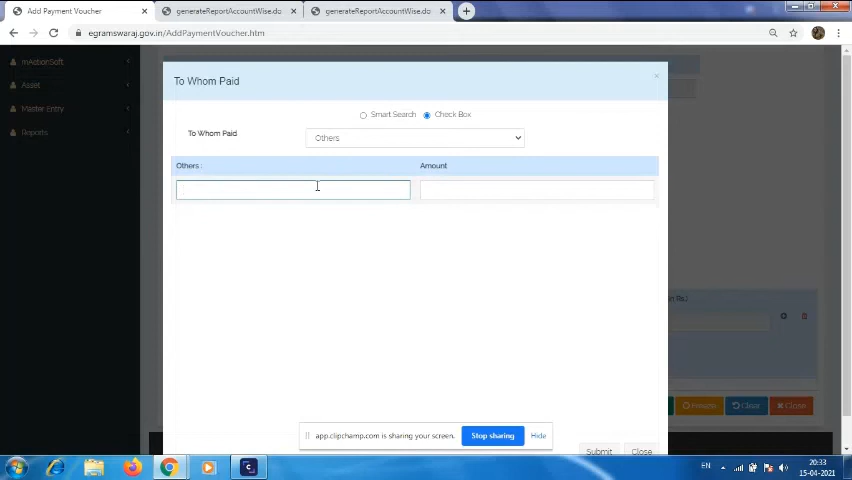 Add Payment Voucher
generateReportAccountWise.do
generateReportAccountWise.do
egramswaraj.gov.in/AddPaymentVoucher.htm
mActionSoft
Asset
Master Entry
Reports
To Whom Paid
Smart Search
Check Box
To Whom Paid
Others
Others :
Amount
Clear
Close
app.clipchamp.com is sharing your screen.
Stop sharing
Hide
Submit
Close
EN
20:33
15-04-2021